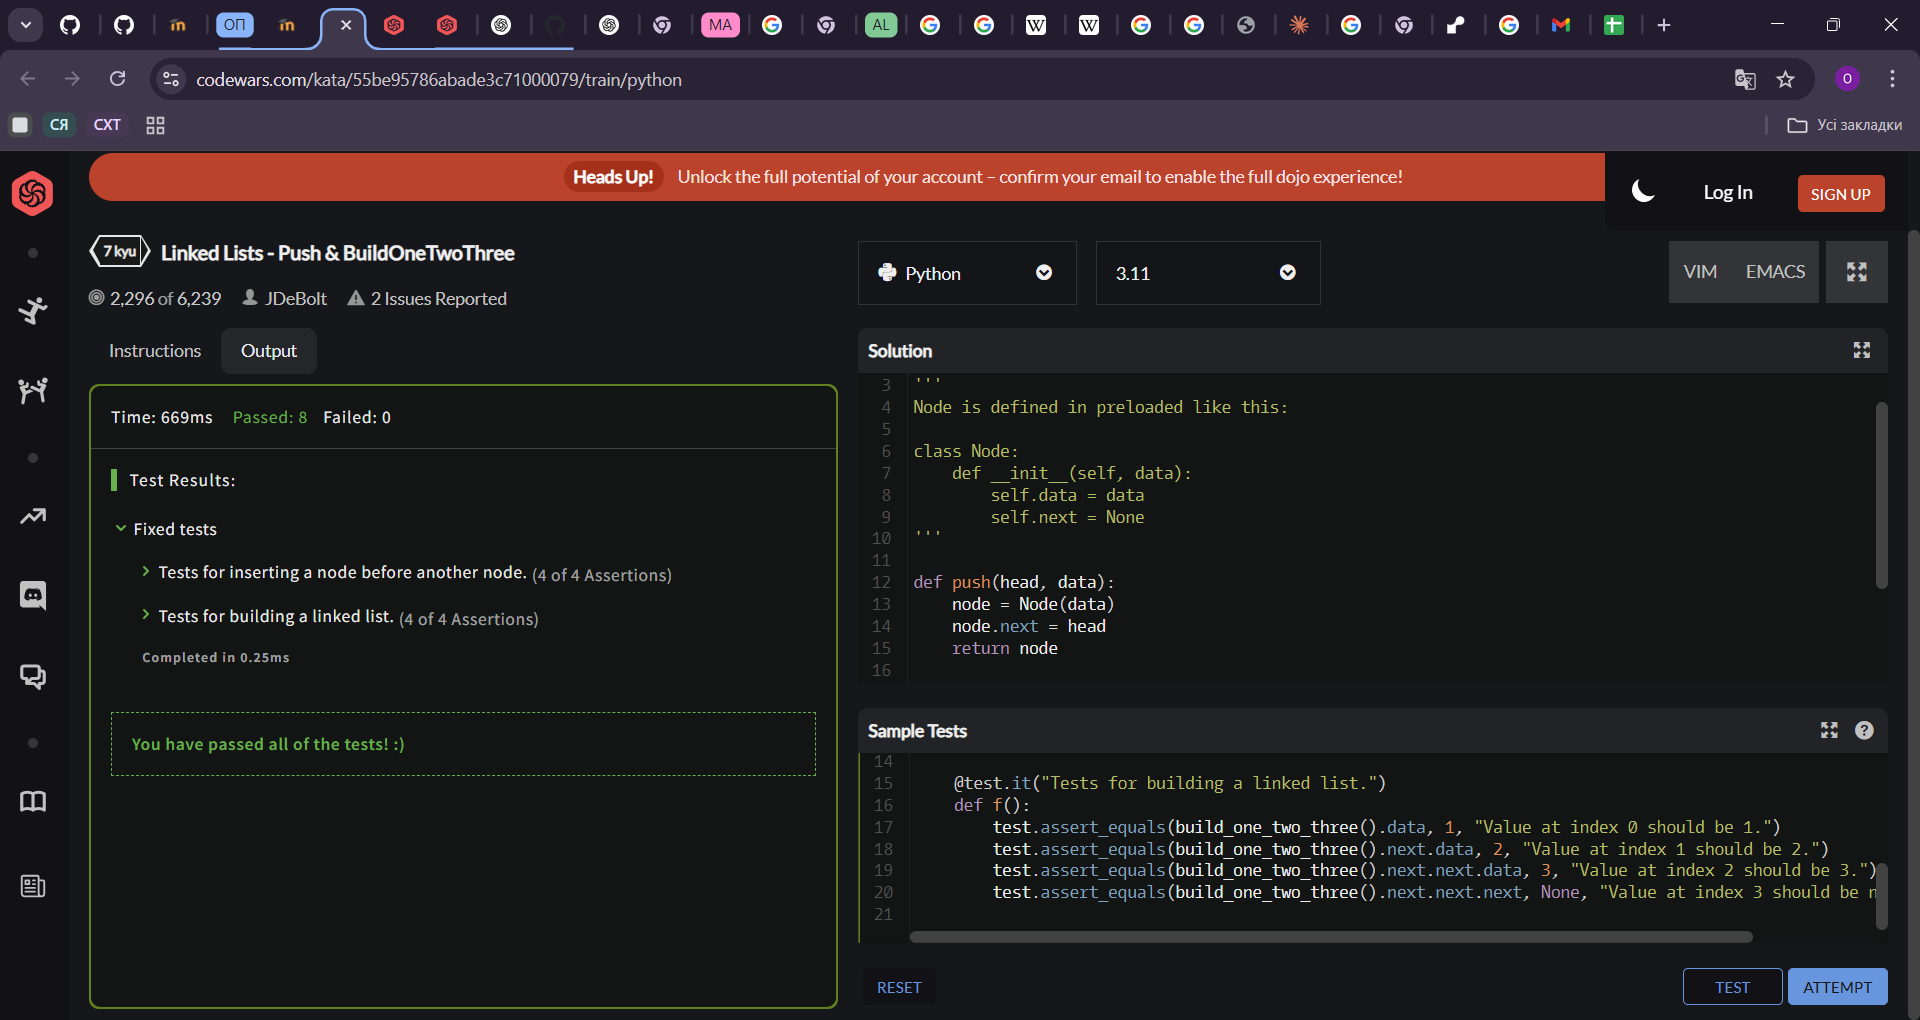 ОП
MA
AL
codewars.com/kata/55be95786abade3c71000079/train/python
O
СЯ
СХТ
Усі закладки
Heads Up! Unlock the full potential of your account – confirm your email to enable the full dojo experience!
Log In
SIGN UP
7 kyu
Linked Lists - Push & BuildOneTwoThree
2,296 of 6,239 JDeBolt 2 Issues Reported
Python
3.11
VIM EMACS
Instructions Output
Time: 669ms Passed: 8 Failed: 0
Test Results:
Fixed tests
Tests for inserting a node before another node. (4 of 4 Assertions)
Tests for building a linked list. (4 of 4 Assertions)
Completed in 0.25ms
You have passed all of the tests! :)
Solution
3 '''
4 Node is defined in preloaded like this:
5
6 class Node:
7     def __init__(self, data):
8         self.data = data
9         self.next = None
10 '''
11
12 def push(head, data):
13     node = Node(data)
14     node.next = head
15     return node
16
Sample Tests
14
15     @test.it("Tests for building a linked list.")
16     def f():
17         test.assert_equals(build_one_two_three().data, 1, "Value at index 0 should be 1.")
18         test.assert_equals(build_one_two_three().next.data, 2, "Value at index 1 should be 2.")
19         test.assert_equals(build_one_two_three().next.next.data, 3, "Value at index 2 should be 3.")
20         test.assert_equals(build_one_two_three().next.next.next, None, "Value at index 3 should be
21
RESET
TEST
ATTEMPT